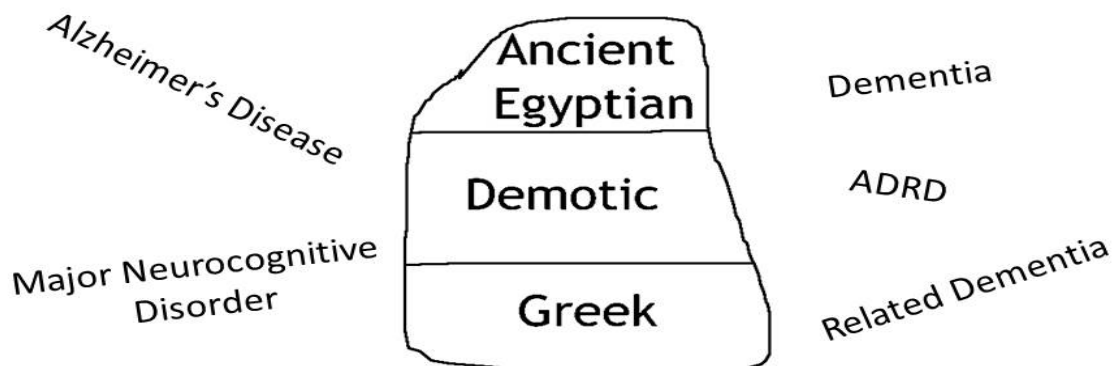 Alzheimer's Disease
Major Neurocognitive
Disorder
Ancient
Egyptian
Demotic
Greek
Dementia
ADRD
Related Dementia